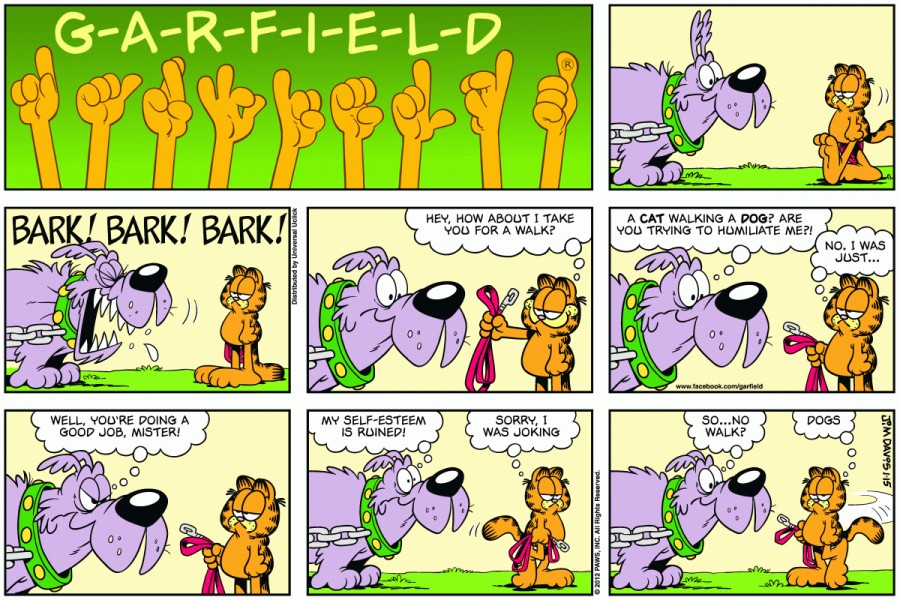 G-A-R-F-I-E-L-D
®
BARK! BARK! BARK!
Distributed by Universal Uclick
HEY, HOW ABOUT I TAKE
YOU FOR A WALK?
A CAT WALKING A DOG? ARE
YOU TRYING TO HUMILIATE ME?!
NO. I WAS
JUST...
www.facebook.com/garfield
WELL, YOU'RE DOING A
GOOD JOB, MISTER!
MY SELF-ESTEEM
IS RUINED!
SORRY, I
WAS JOKING
© 2012 PAWS, INC. All Rights Reserved.
SO...NO
WALK?
DOGS
JIM DAVIS 1-15